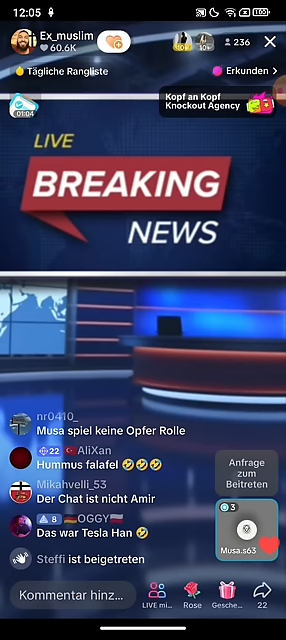 12:05
100
Ex_muslim
60.6K
10+
236
Tägliche Rangliste
Erkunden >
01:04
Kopf an Kopf
Knockout Agency
LIVE
BREAKING
NEWS
nr0410_
Musa spiel keine Opfer Rolle
22 🇹🇷AliXan
Hummus falafel 🤣🤣🤣
Mikahvelli_53
Der Chat ist nicht Amir
8 🇩🇪OGGY🇵🇱
Das war Tesla Han 🤣
Steffi ist beigetreten
Anfrage
zum
Beitreten
3
Musa.s63
Kommentar hinz...
LIVE mi...
Rose
Gesche...
22